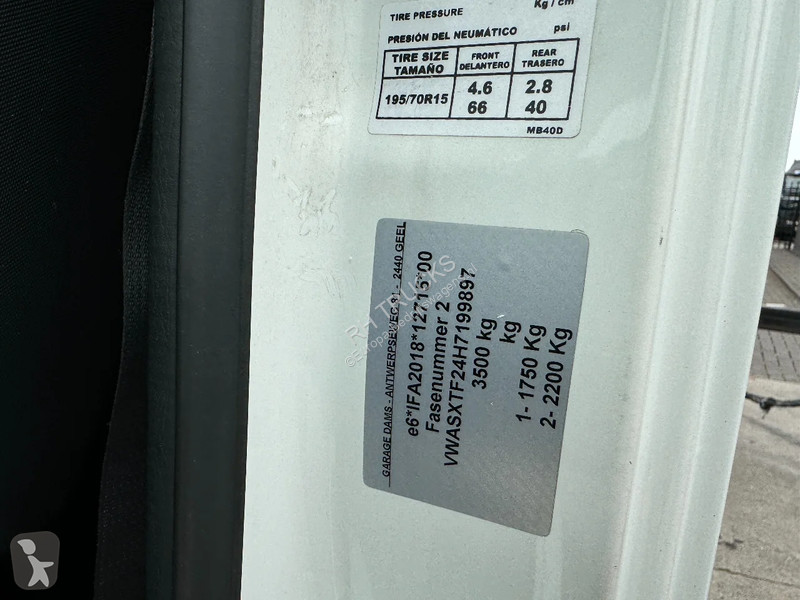 TIRE PRESSURE Kg / cm
PRESIÓN DEL NEUMÁTICO psi
TIRE SIZE FRONT REAR
TAMAÑO DELANTERO TRASERO
195/70R15 4.6 2.8
66 40
MB40D
GARAGE DAMS - ANTWERPSEWEG 91 - 2440 GEEL
e6*IFA2018*12715*00
Fasenummer 2
VWASXTF24H7199897
3500 kg
kg
1- 1750 Kg
2- 2200 Kg
R-1 TRUCKS